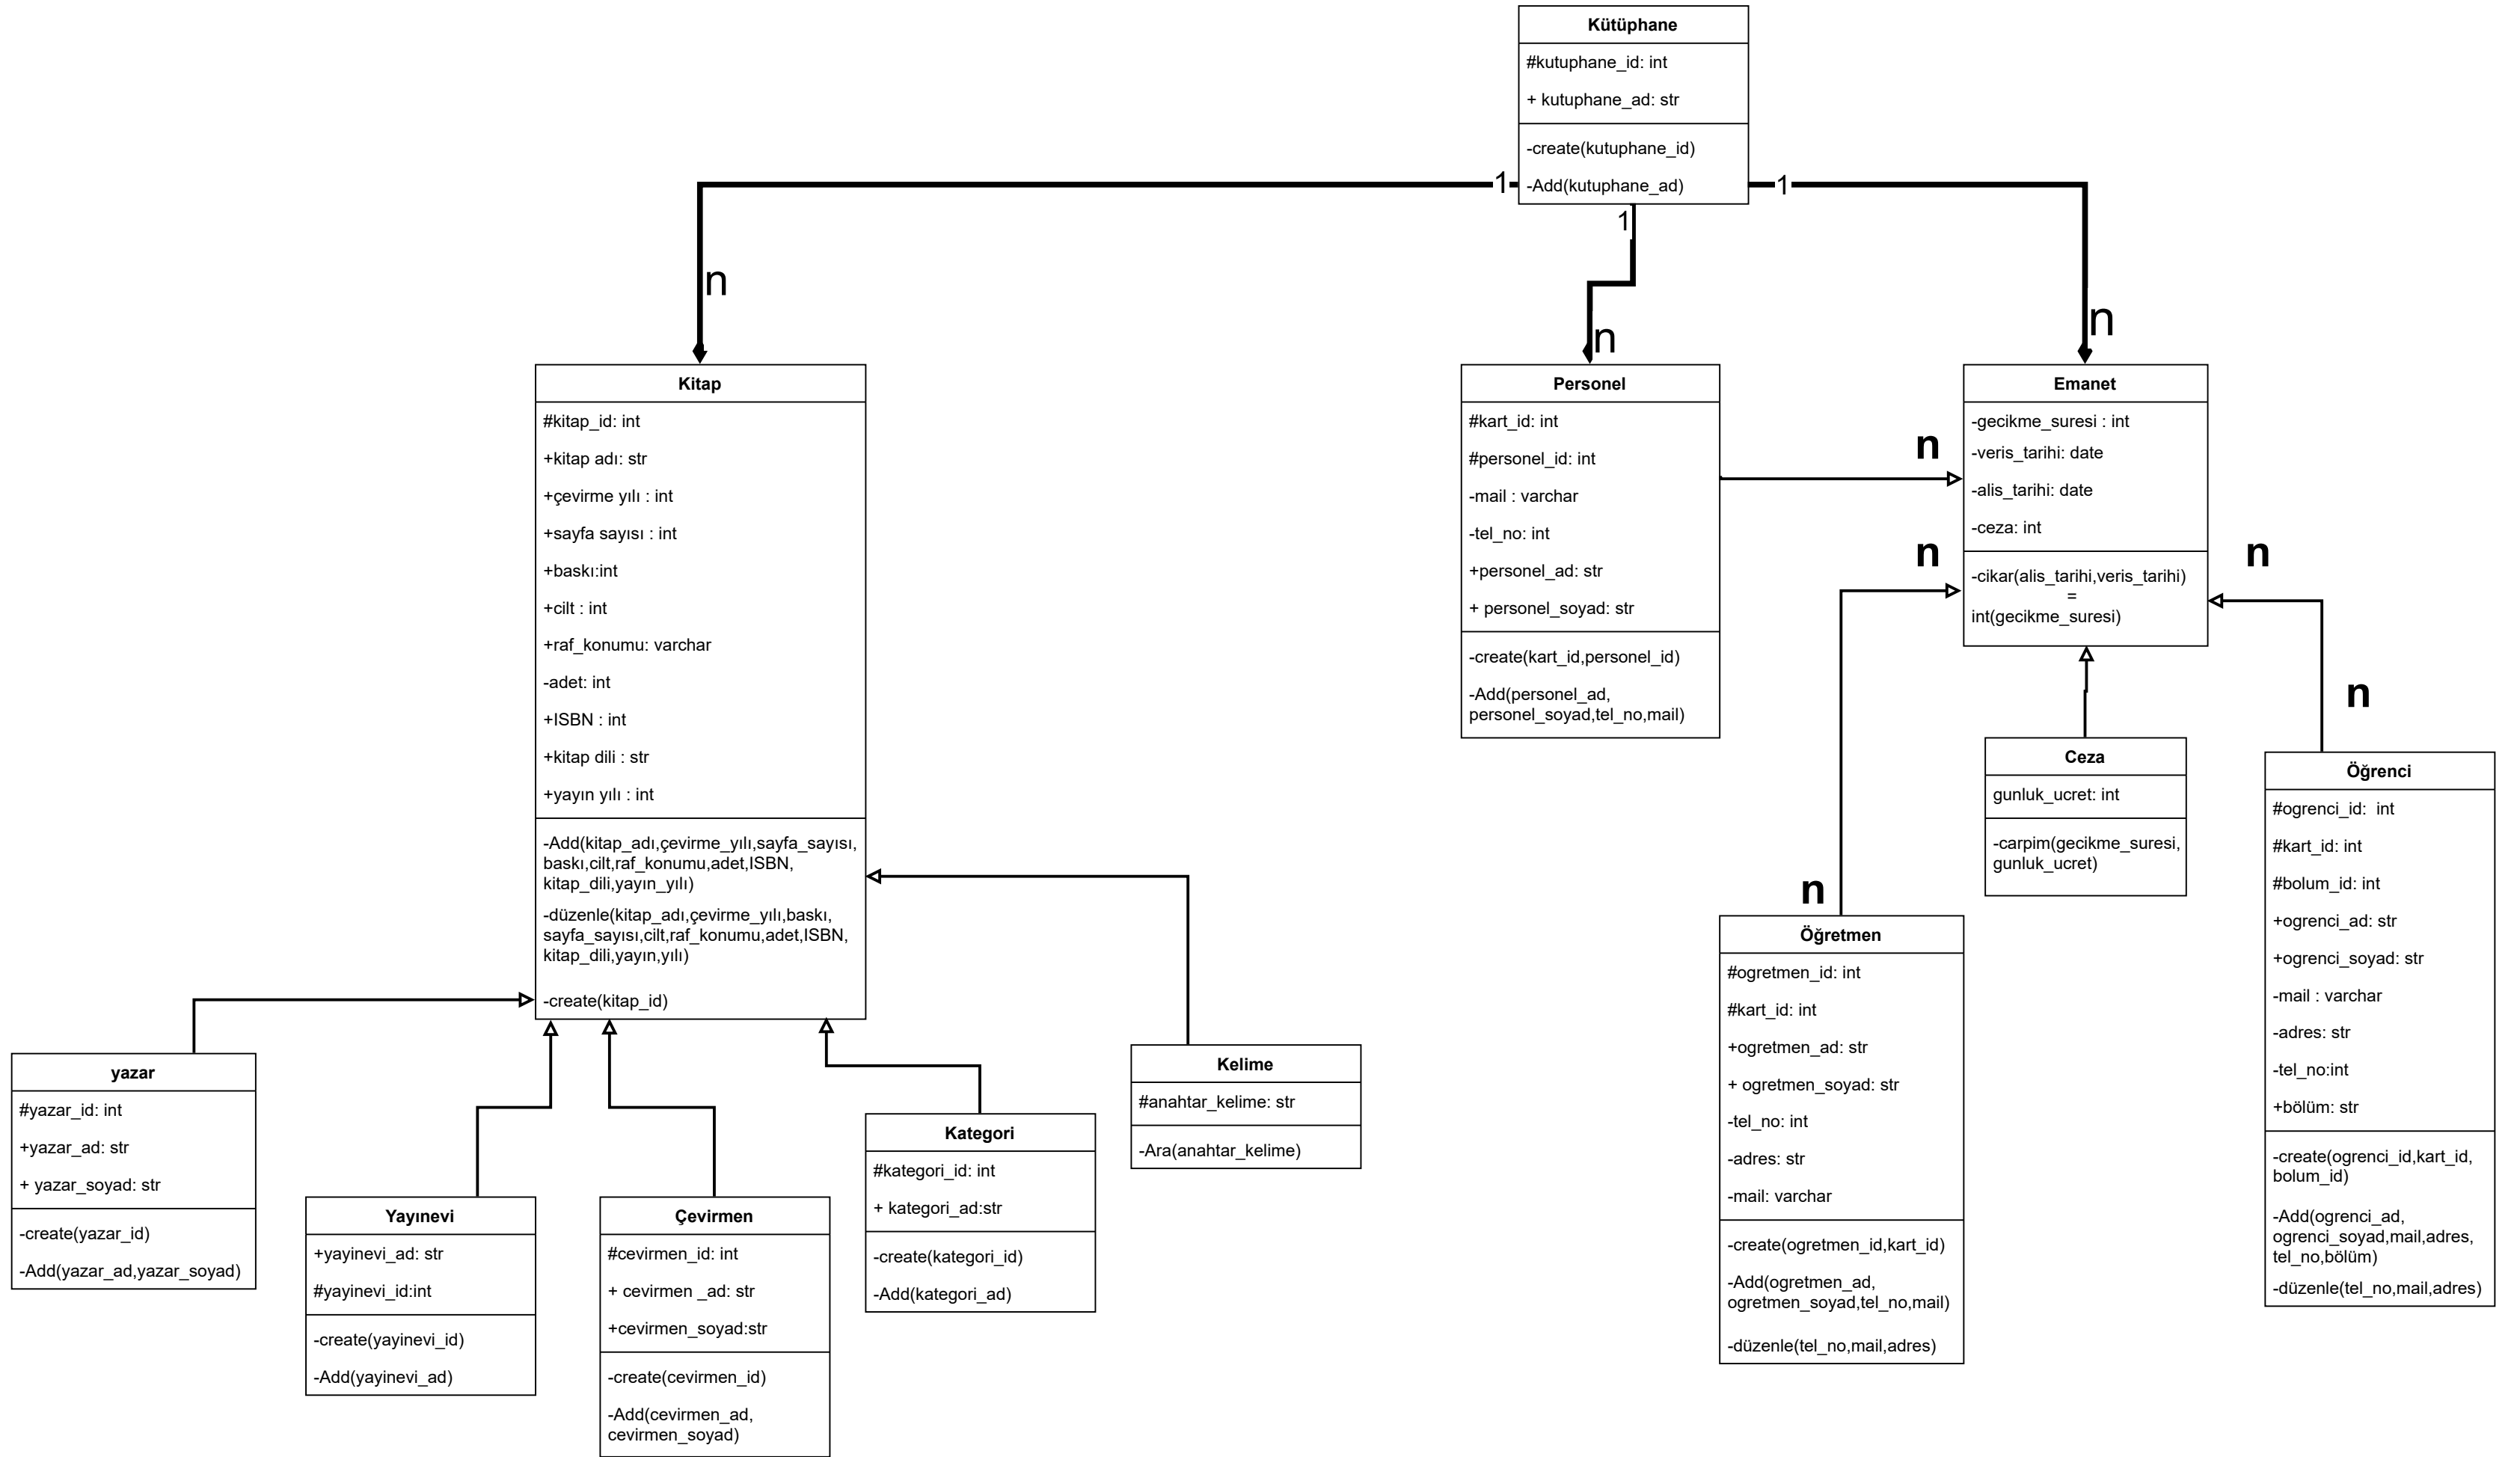 Kütüphane
#kutuphane_id: int
+ kutuphane_ad: str
-create(kutuphane_id)
-Add(kutuphane_ad)
1
1
1
n
n
n
Kitap
#kitap_id: int
+kitap adı: str
+çevirme yılı : int
+sayfa sayısı : int
+baskı:int
+cilt : int
+raf_konumu: varchar
-adet: int
+ISBN : int
+kitap dili : str
+yayın yılı : int
-Add(kitap_adı,çevirme_yılı,sayfa_sayısı,
baskı,cilt,raf_konumu,adet,ISBN,
kitap_dili,yayın_yılı)
-düzenle(kitap_adı,çevirme_yılı,baskı,
sayfa_sayısı,cilt,raf_konumu,adet,ISBN,
kitap_dili,yayın,yılı)
-create(kitap_id)
Personel
#kart_id: int
#personel_id: int
-mail : varchar
-tel_no: int
+personel_ad: str
+ personel_soyad: str
-create(kart_id,personel_id)
-Add(personel_ad,
personel_soyad,tel_no,mail)
n
n
Emanet
-gecikme_suresi : int
-veris_tarihi: date
-alis_tarihi: date
-ceza: int
-cikar(alis_tarihi,veris_tarihi)
=
int(gecikme_suresi)
n
n
Ceza
gunluk_ucret: int
-carpim(gecikme_suresi,
gunluk_ucret)
Öğrenci
#ogrenci_id:  int
#kart_id: int
#bolum_id: int
+ogrenci_ad: str
+ogrenci_soyad: str
-mail : varchar
-adres: str
-tel_no:int
+bölüm: str
-create(ogrenci_id,kart_id,
bolum_id)
-Add(ogrenci_ad,
ogrenci_soyad,mail,adres,
tel_no,bölüm)
-düzenle(tel_no,mail,adres)
n
Öğretmen
#ogretmen_id: int
#kart_id: int
+ogretmen_ad: str
+ ogretmen_soyad: str
-tel_no: int
-adres: str
-mail: varchar
-create(ogretmen_id,kart_id)
-Add(ogretmen_ad,
ogretmen_soyad,tel_no,mail)
-düzenle(tel_no,mail,adres)
yazar
#yazar_id: int
+yazar_ad: str
+ yazar_soyad: str
-create(yazar_id)
-Add(yazar_ad,yazar_soyad)
Yayınevi
+yayinevi_ad: str
#yayinevi_id:int
-create(yayinevi_id)
-Add(yayinevi_ad)
Çevirmen
#cevirmen_id: int
+ cevirmen _ad: str
+cevirmen_soyad:str
-create(cevirmen_id)
-Add(cevirmen_ad,
cevirmen_soyad)
Kategori
#kategori_id: int
+ kategori_ad:str
-create(kategori_id)
-Add(kategori_ad)
Kelime
#anahtar_kelime: str
-Ara(anahtar_kelime)